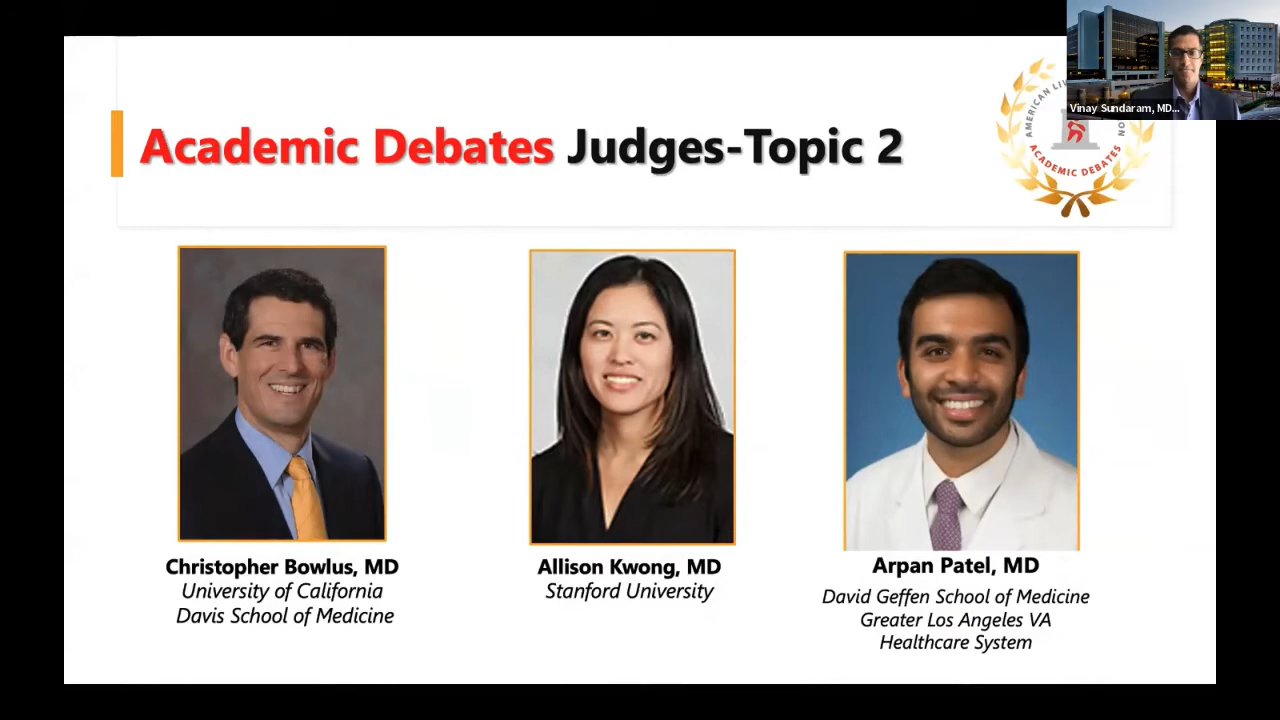 Vinay Sundaram, MD...
Academic Debates Judges-Topic 2
AMERICAN
ACADEMIC DEBATES
Christopher Bowlus, MD
University of California
Davis School of Medicine
Allison Kwong, MD
Stanford University
Arpan Patel, MD
David Geffen School of Medicine
Greater Los Angeles VA
Healthcare System